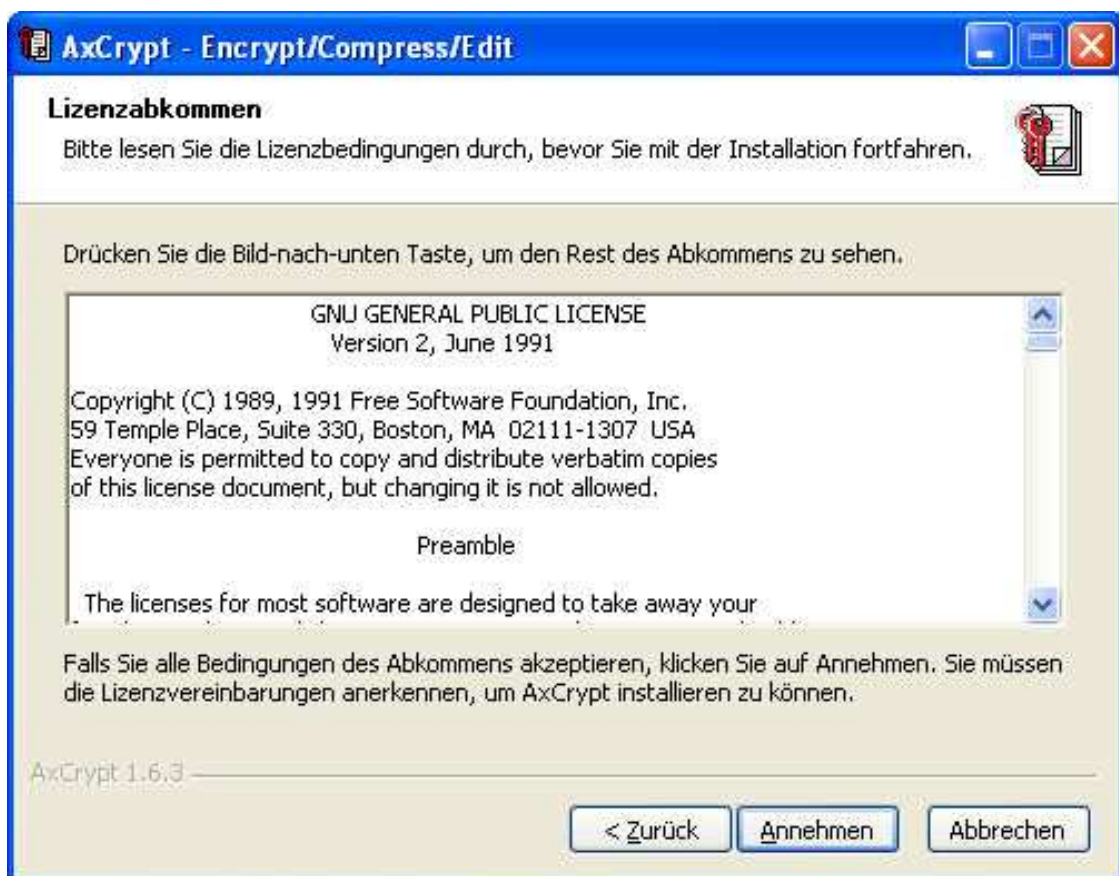 AxCrypt - Encrypt/Compress/Edit
Lizenzabkommen
Bitte lesen Sie die Lizenzbedingungen durch, bevor Sie mit der Installation fortfahren.
Drücken Sie die Bild-nach-unten Taste, um den Rest des Abkommens zu sehen.
GNU GENERAL PUBLIC LICENSE
Version 2, June 1991
Copyright (C) 1989, 1991 Free Software Foundation, Inc.
59 Temple Place, Suite 330, Boston, MA 02111-1307 USA
Everyone is permitted to copy and distribute verbatim copies
of this license document, but changing it is not allowed.
Preamble
The licenses for most software are designed to take away your
Falls Sie alle Bedingungen des Abkommens akzeptieren, klicken Sie auf Annehmen. Sie müssen
die Lizenzvereinbarungen anerkennen, um AxCrypt installieren zu können.
AxCrypt 1.6.3
< Zurück Annehmen Abbrechen